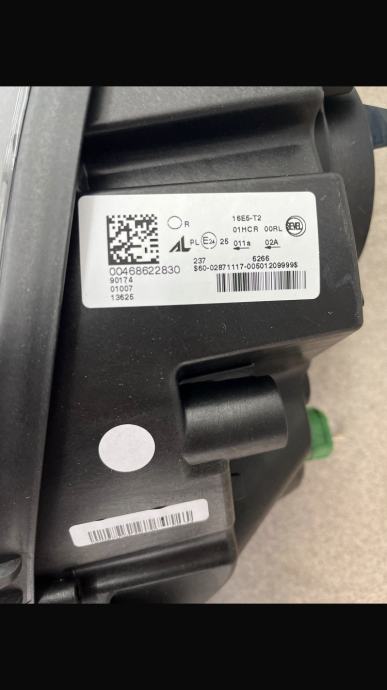 R 16E5-T2
01HCR 00RL SEVEL
AL PL E24 25 011a 02A
00468622830
237 6266
$60-02871117-00501209999$
90174
01007
13625